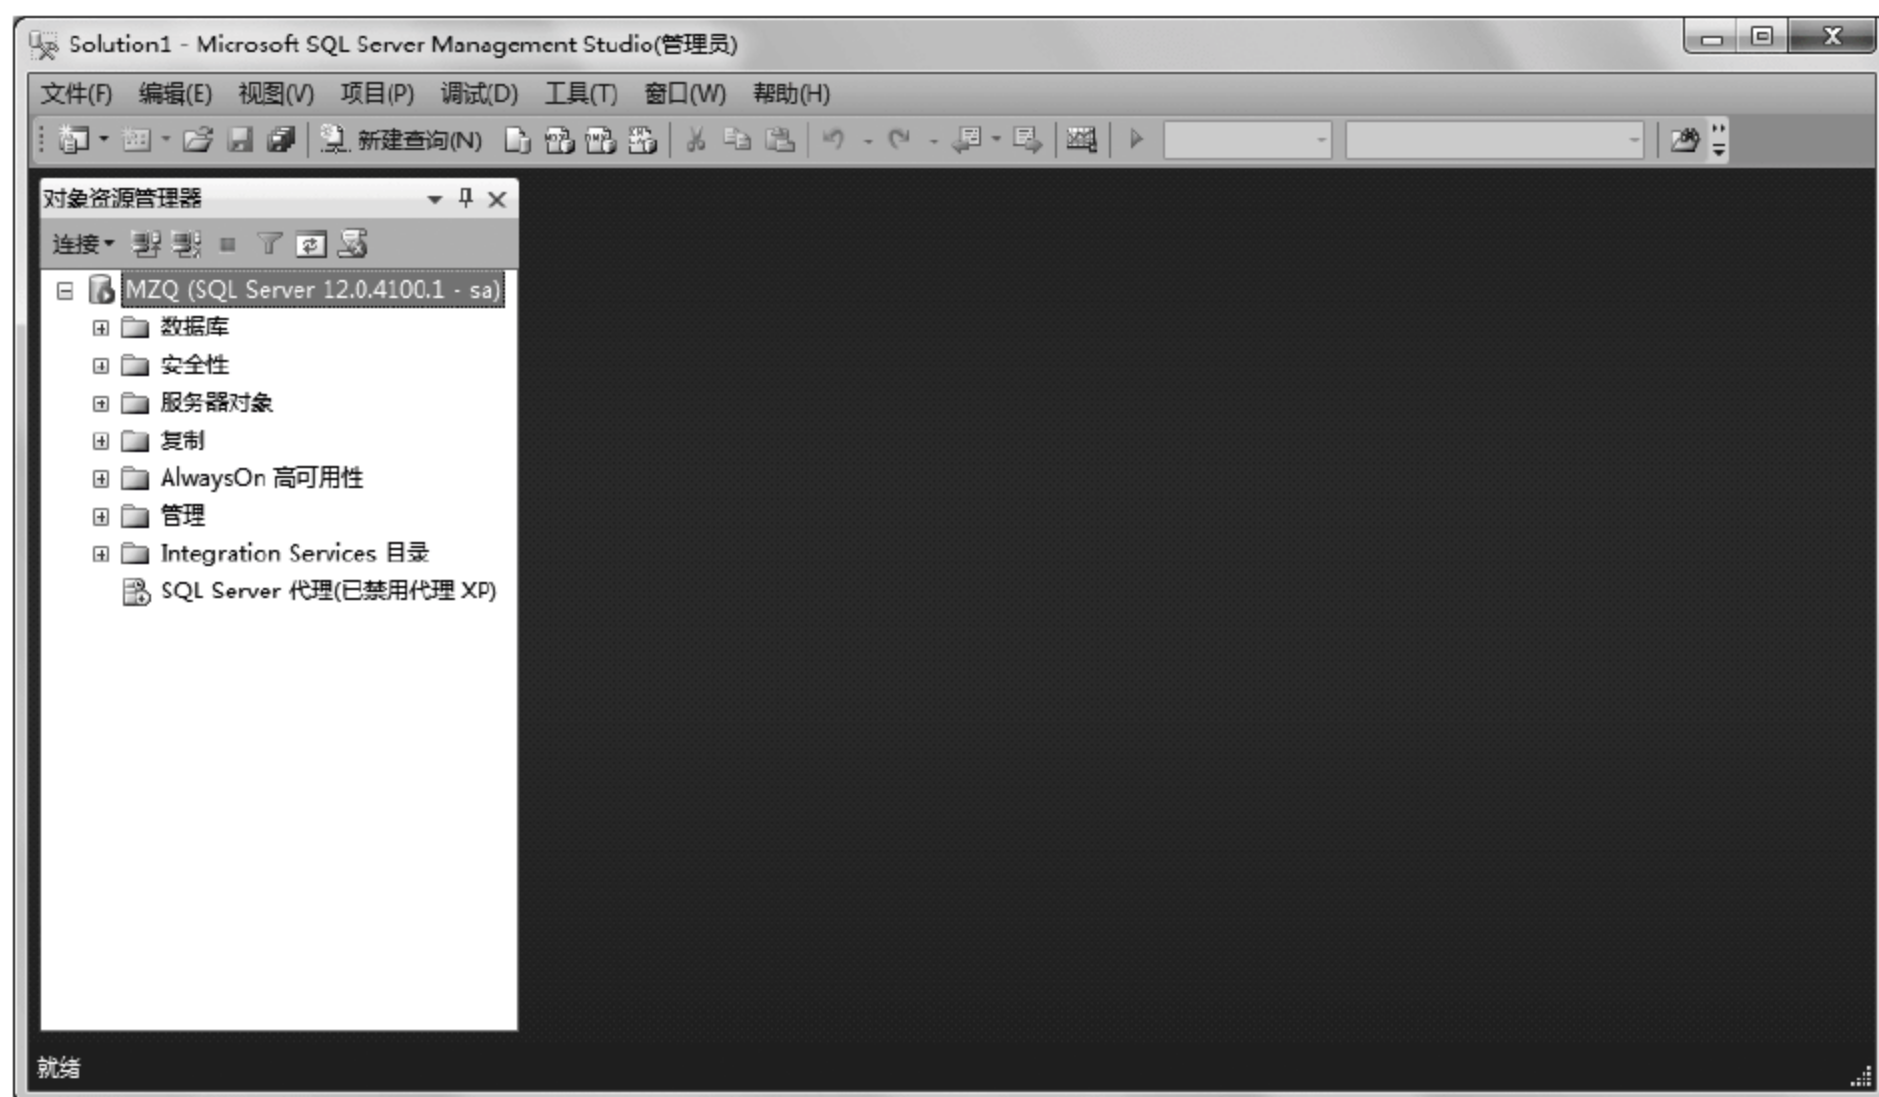 Solution1 - Microsoft SQL Server Management Studio(管理员)
文件(F) 编辑(E) 视图(V) 项目(P) 调试(D) 工具(T) 窗口(W) 帮助(H)
新建查询(N)
对象资源管理器
连接
MZQ (SQL Server 12.0.4100.1 - sa)
数据库
安全性
服务器对象
复制
AlwaysOn 高可用性
管理
Integration Services 目录
SQL Server 代理(已禁用代理 XP)
就绪